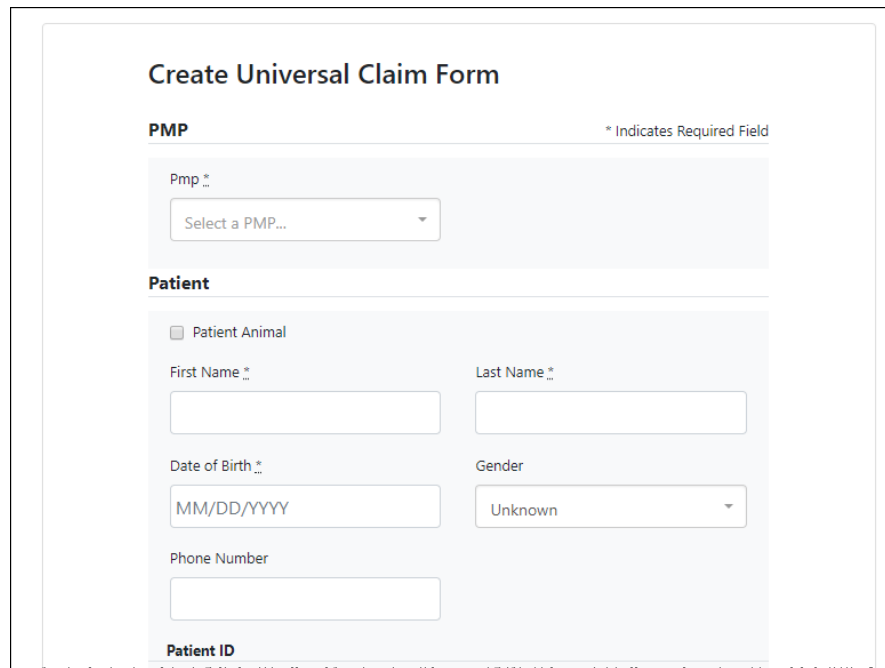 Create Universal Claim Form
PMP * Indicates Required Field
Pmp *
Select a PMP...
Patient
Patient Animal
First Name * Last Name *
Date of Birth * Gender
MM/DD/YYYY Unknown
Phone Number
Patient ID